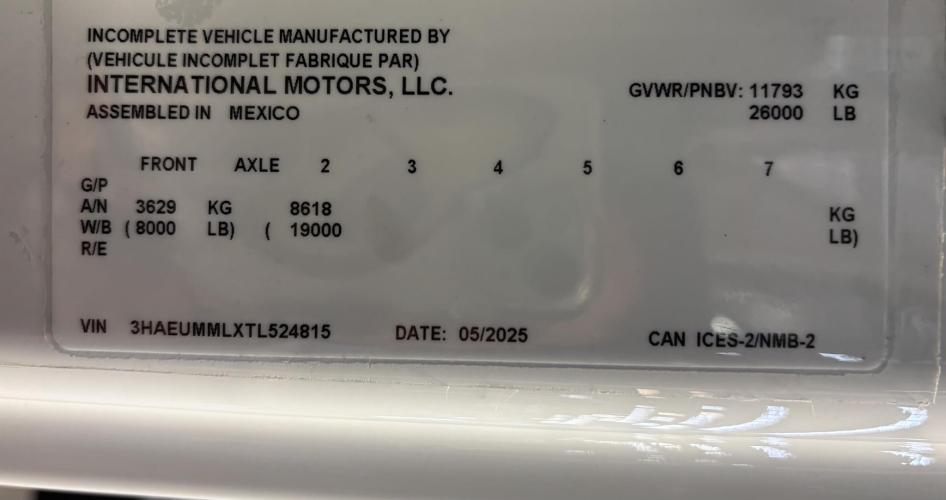 INCOMPLETE VEHICLE MANUFACTURED BY
(VEHICULE INCOMPLET FABRIQUE PAR)
INTERNATIONAL MOTORS, LLC.
ASSEMBLED IN MEXICO
GVWR/PNBV: 11793 KG
26000 LB
FRONT AXLE 2 3 4 5 6 7
G/P
A/N 3629 KG 8618 KG
W/B ( 8000 LB) ( 19000 LB)
R/E
VIN 3HAEUMMLXTL524815 DATE: 05/2025 CAN ICES-2/NMB-2